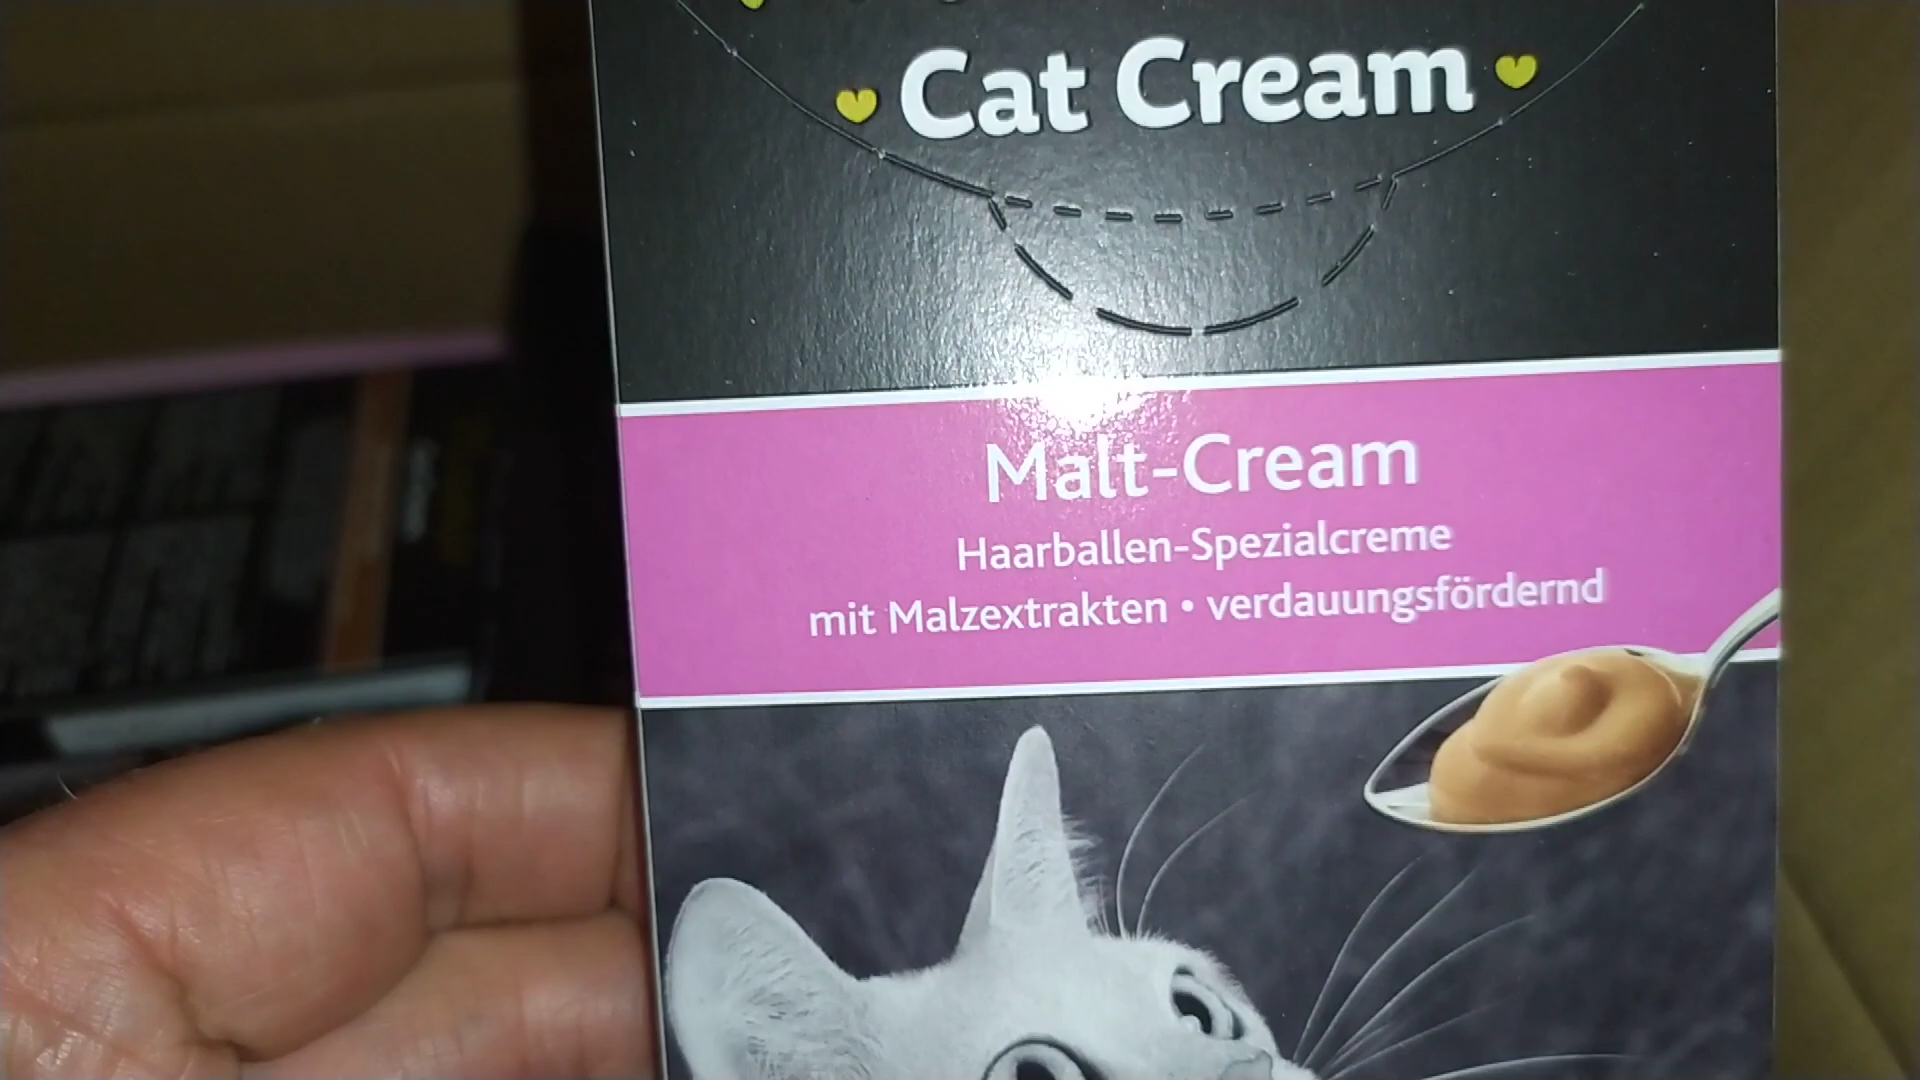 Cat Cream
Malt-Cream
Haarballen-Spezialcreme
mit Malzextrakten • verdauungsfördernd